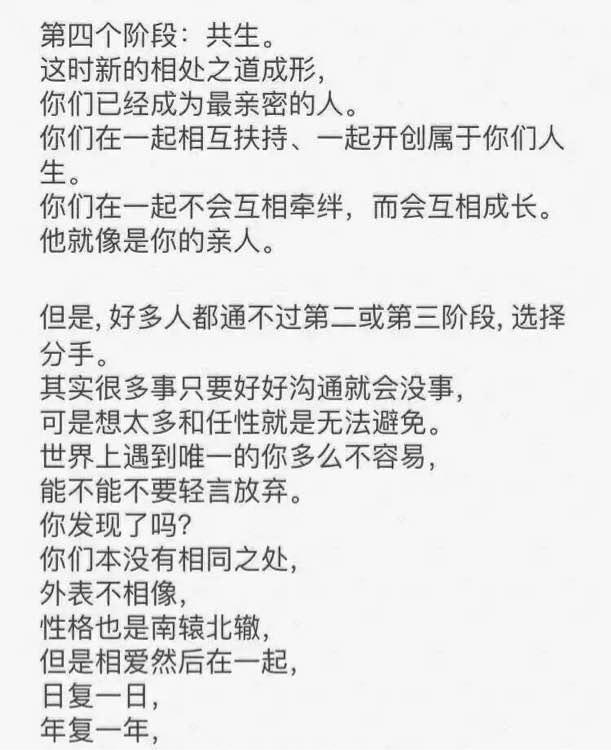 第四个阶段：共生。
这时新的相处之道成形，
你们已经成为最亲密的人。
你们在一起相互扶持、一起开创属于你们人
生。
你们在一起不会互相牵绊，而会互相成长。
他就像是你的亲人。
但是，好多人都通不过第二或第三阶段，选择
分手。
其实很多事只要好好沟通就会没事，
可是想太多和任性就是无法避免。
世界上遇到唯一的你多么不容易，
能不能不要轻言放弃。
你发现了吗？
你们本没有相同之处，
外表不相像，
性格也是南辕北辙，
但是相爱然后在一起，
日复一日，
年复一年，